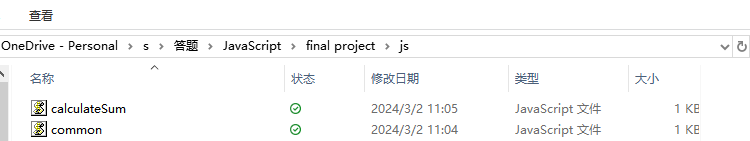 查看
OneDrive - Personal > s > 答题 > JavaScript > final project > js
名称 状态 修改日期 类型 大小
calculateSum 2024/3/2 11:05 JavaScript 文件 1 KB
common 2024/3/2 11:04 JavaScript 文件 1 KB